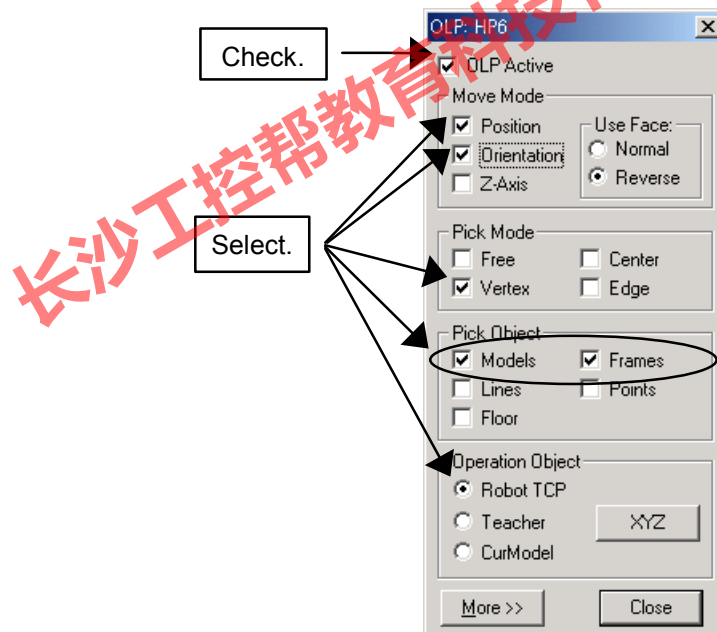 OLP: HP6
Check.
OLP Active
Move Mode
Position
Orientation
Z-Axis
Use Face:
Normal
Reverse
Select.
Pick Mode
Free
Center
Vertex
Edge
Pick Object
Models
Frames
Lines
Points
Floor
Operation Object
Robot TCP
Teacher
XYZ
CurModel
More >>
Close
长沙工控帮教育科技